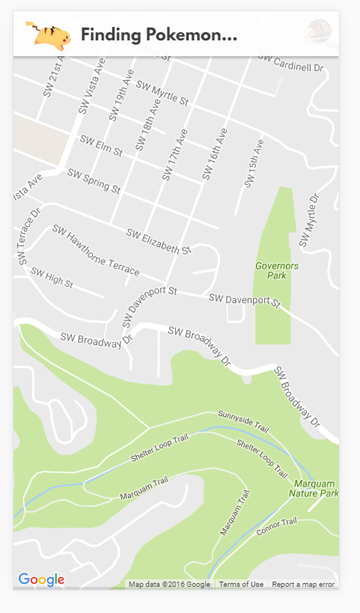 Finding Pokemon...
SW Cardinell Dr
SW 21st A
SW Vista Ave
SW 19th Ave
SW Myrtle St
SW 18th Ave
SW 17th Ave
SW 16th Ave
SW 15th Ave
SW Elm St
SW Spring St
ista Ave
SW Myrtle Dr
SW Terrace Dr
SW Hawthorne Terrace
SW Elizabeth St
Governors
Park
SW High St
SW Davenport St
SW Davenport St
SW Broadway Dr
SW Broadway Dr
SW Broadway Dr
Sunnyside Trail
Shelter Loop Trail
Shelter Loop Trail
Marquam Trail
Marquam
Nature Park
Marquam Trail
Connor Trail
Google
Map data ©2016 Google
Terms of Use
Report a map error